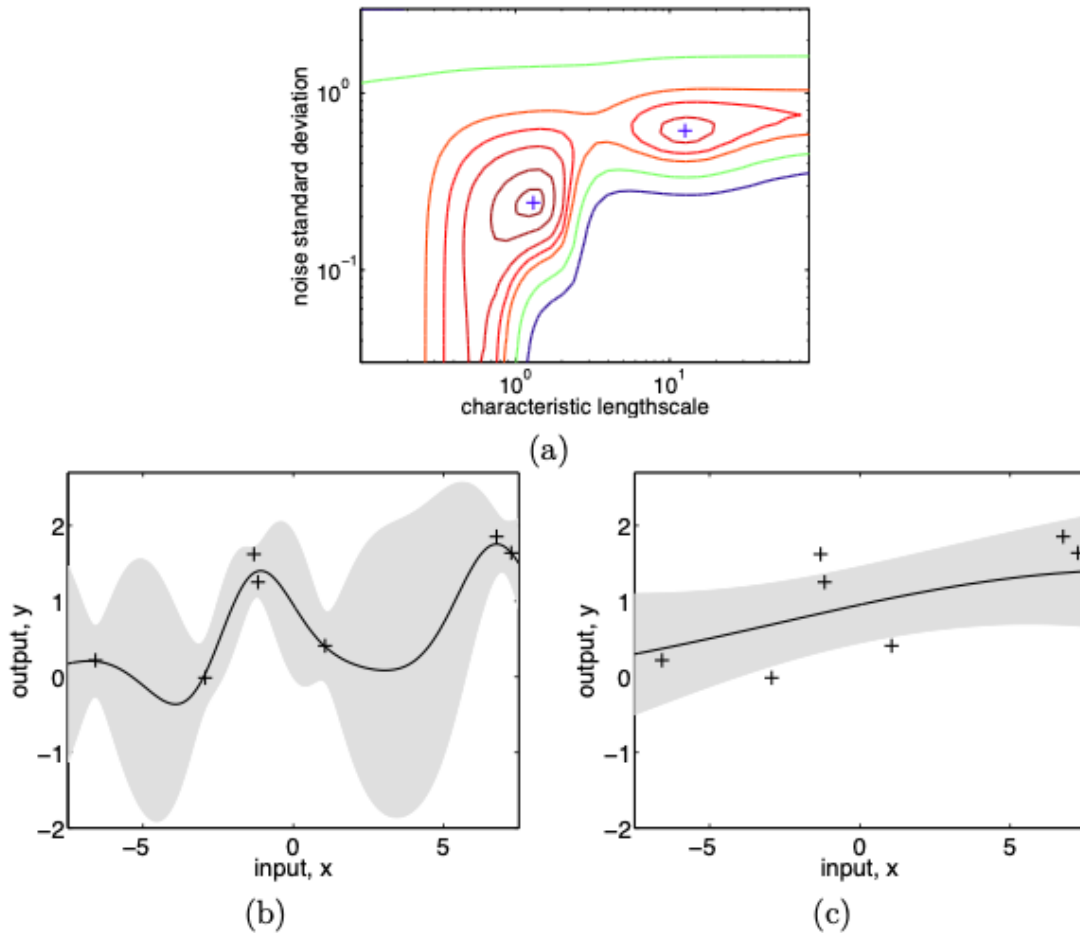 noise standard deviation
10^0
10^-1
10^0 10^1
characteristic lengthscale
(a)
output, y
2
1
0
−1
−2
−5 0 5
input, x
(b)
output, y
2
1
0
−1
−2
−5 0 5
input, x
(c)